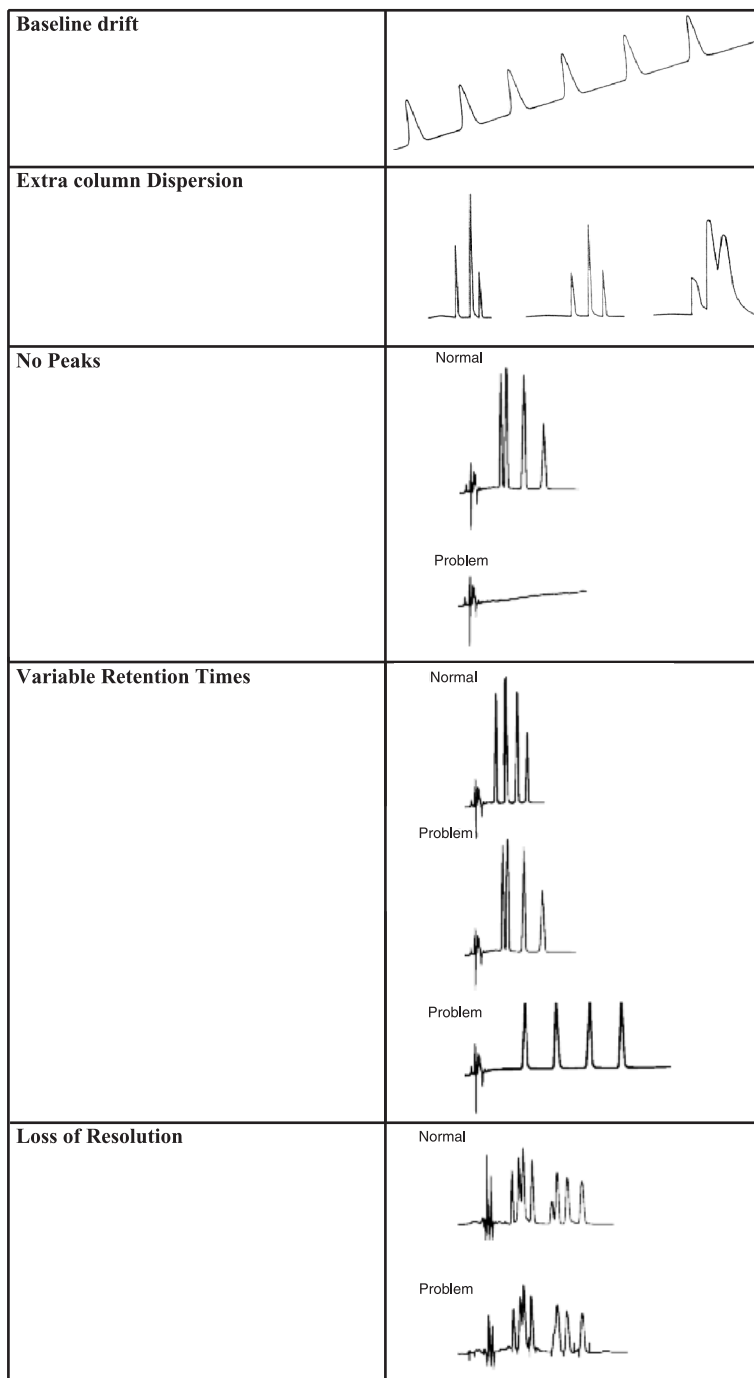 Baseline drift
Extra column Dispersion
No Peaks
Normal
Problem
Variable Retention Times
Normal
Problem
Problem
Loss of Resolution
Normal
Problem